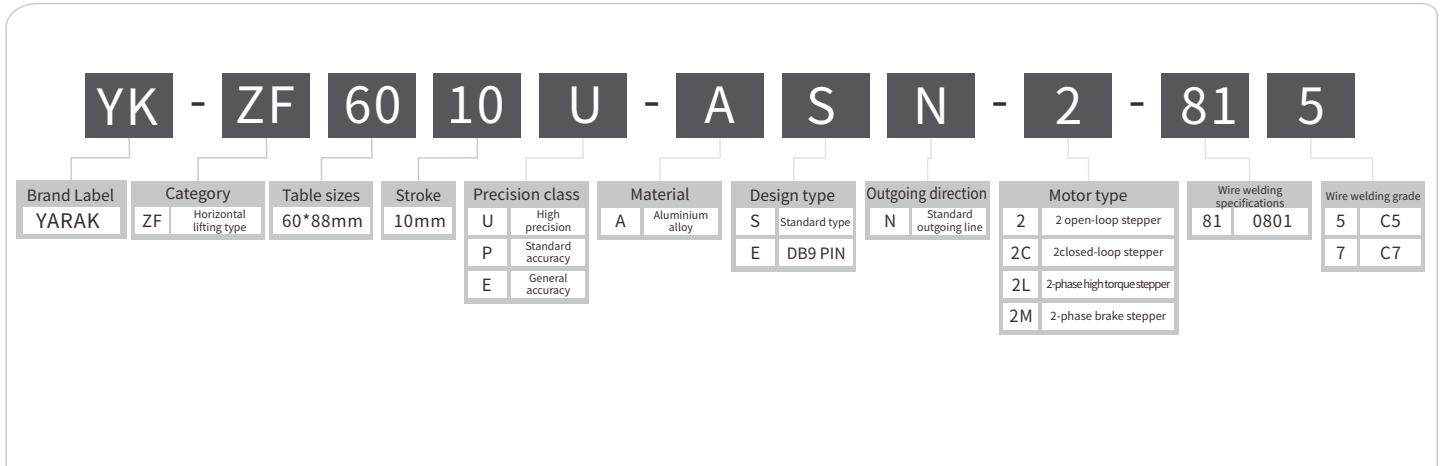 YK - ZF 60 10 U - A S N - 2 - 81 5
Brand Label
YARAK
Category
ZF Horizontal
lifting type
Table sizes
60*88mm
Stroke
10mm
Precision class
U High
precision
P Standard
accuracy
E General
accuracy
Material
A Aluminium
alloy
Design type
S Standard type
E DB9 PIN
Outgoing direction
N Standard
outgoing line
Motor type
2 2 open-loop stepper
2C 2closed-loop stepper
2L 2-phase high torque stepper
2M 2-phase brake stepper
Wire welding
specifications
81 0801
Wire welding grade
5 C5
7 C7